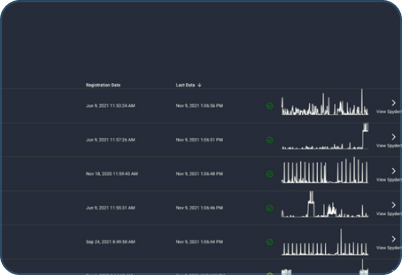 Registration Date Last Data ↓
Jun 9, 2021 11:53:24 AM Nov 9, 2021 1:06:56 PM
View Spyder
Jun 9, 2021 11:57:26 AM Nov 9, 2021 1:06:51 PM
View Spyder
Nov 18, 2020 11:59:43 AM Nov 9, 2021 1:06:48 PM
View Spyder
Jun 9, 2021 11:55:01 AM Nov 9, 2021 1:06:46 PM
View Spyder
Sep 24, 2021 8:49:58 AM Nov 9, 2021 1:06:44 PM
View Spyder